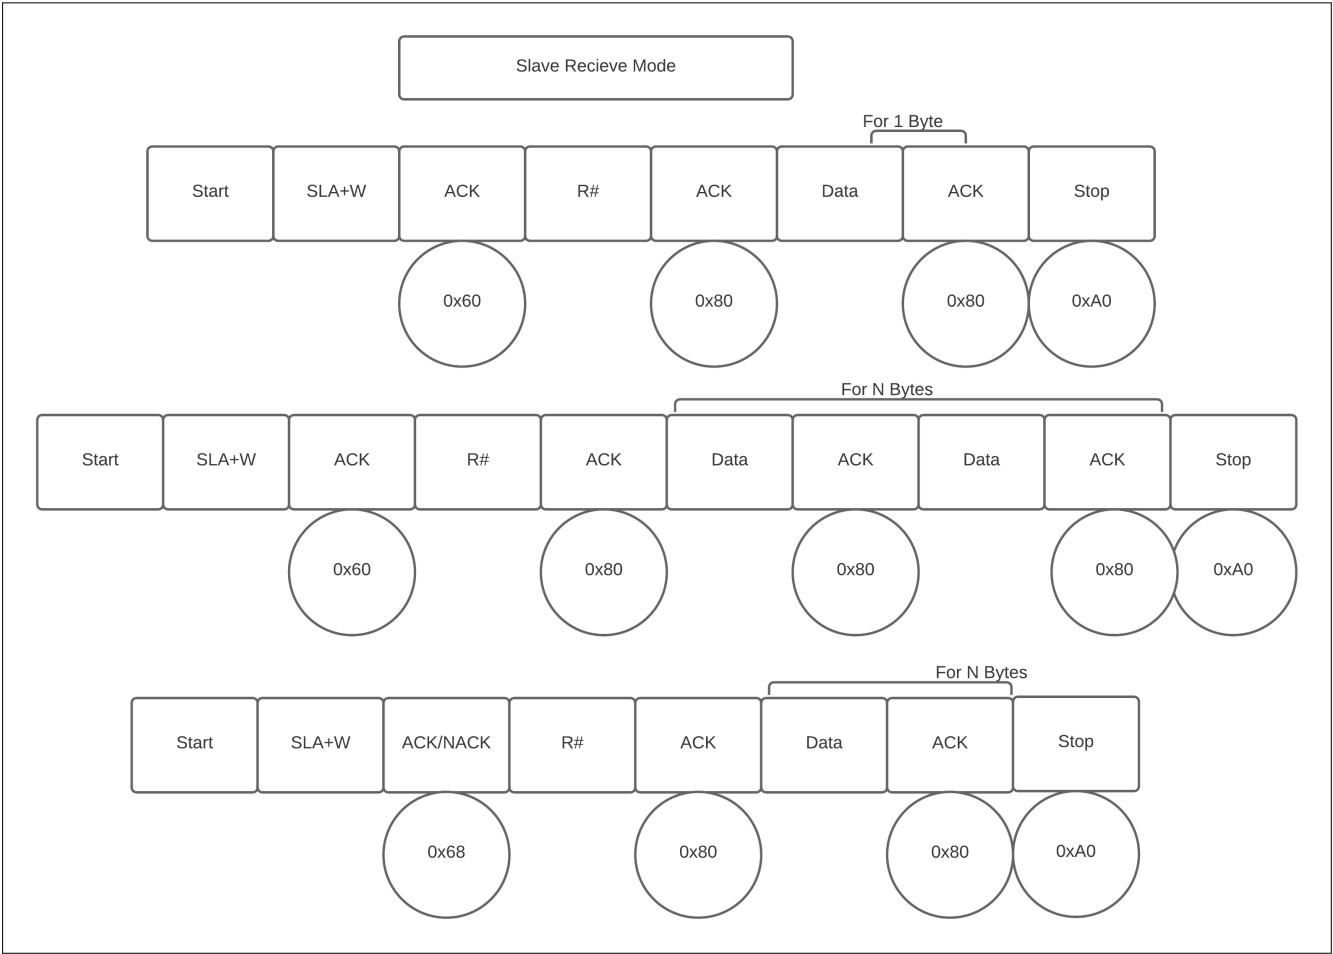 Slave Recieve Mode
For 1 Byte
Start SLA+W ACK R# ACK Data ACK Stop
0x60 0x80 0x80 0xA0
For N Bytes
Start SLA+W ACK R# ACK Data ACK Data ACK Stop
0x60 0x80 0x80 0x80 0xA0
For N Bytes
Start SLA+W ACK/NACK R# ACK Data ACK Stop
0x68 0x80 0x80 0xA0